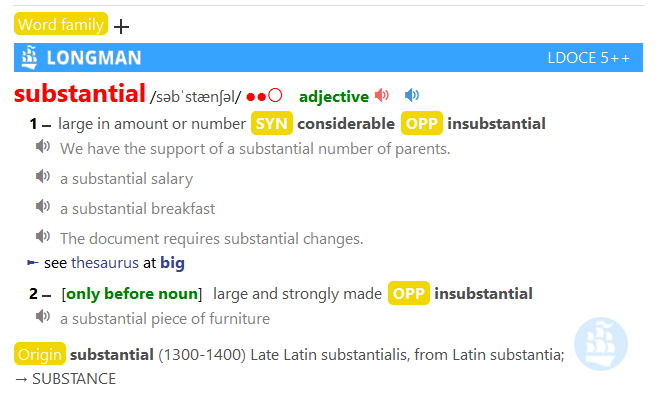 Word family +
LONGMAN LDOCE 5++
substantial /səbˈstænʃəl/ ●●○ adjective
1 – large in amount or number SYN considerable OPP insubstantial
We have the support of a substantial number of parents.
a substantial salary
a substantial breakfast
The document requires substantial changes.
► see thesaurus at big
2 – [only before noun] large and strongly made OPP insubstantial
a substantial piece of furniture
Origin substantial (1300-1400) Late Latin substantialis, from Latin substantia;
→ SUBSTANCE